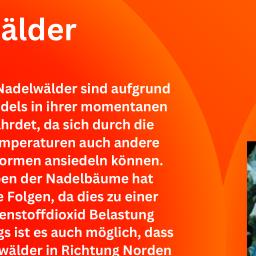 älder
Nadelwälder sind aufgrund
dels in ihrer momentanen
hrdet, da sich durch die
mperaturen auch andere
ormen ansiedeln können.
en der Nadelbäume hat
e Folgen, da dies zu einer
enstoffdioxid Belastung
gs ist es auch möglich, dass
wälder in Richtung Norden